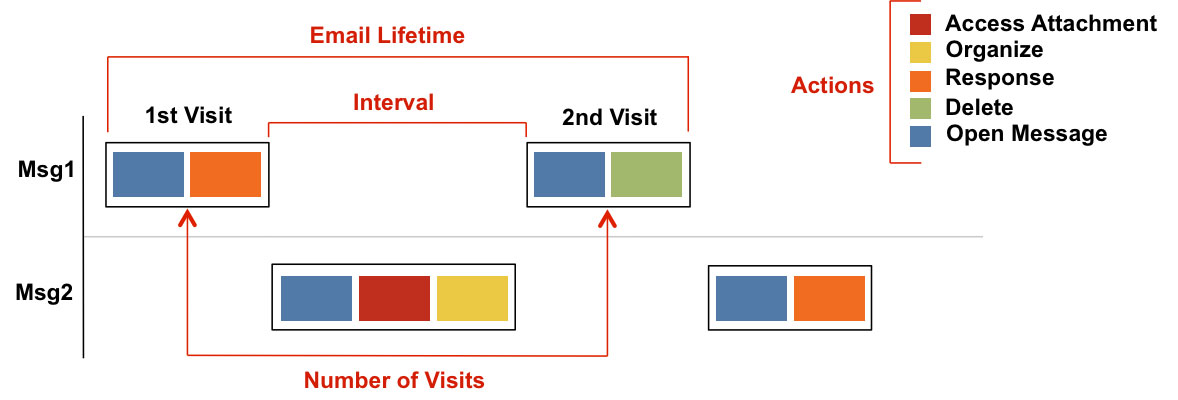 Email Lifetime
Interval
1st Visit
2nd Visit
Actions
Access Attachment
Organize
Response
Delete
Open Message
Msg1
Msg2
Number of Visits